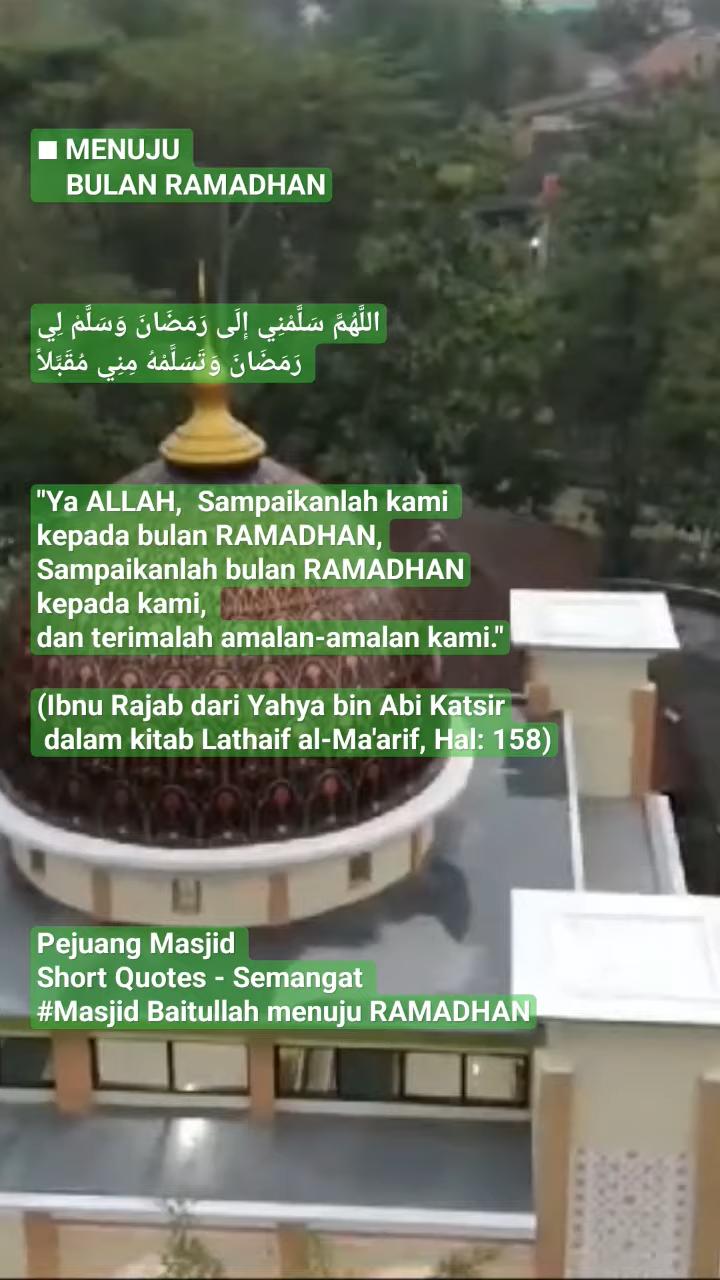 ■ MENUJU
BULAN RAMADHAN
اللَّهُمَّ سَلَّمْنِي إِلَى رَمَضَانَ وَسَلَّمْ لِي
رَمَضَانَ وَتَسَلَّمْهُ مِنِي مُقَبَّلاً
"Ya ALLAH, Sampaikanlah kami
kepada bulan RAMADHAN,
Sampaikanlah bulan RAMADHAN
kepada kami,
dan terimalah amalan-amalan kami."
(Ibnu Rajab dari Yahya bin Abi Katsir
dalam kitab Lathaif al-Ma'arif, Hal: 158)
Pejuang Masjid
Short Quotes - Semangat
#Masjid Baitullah menuju RAMADHAN